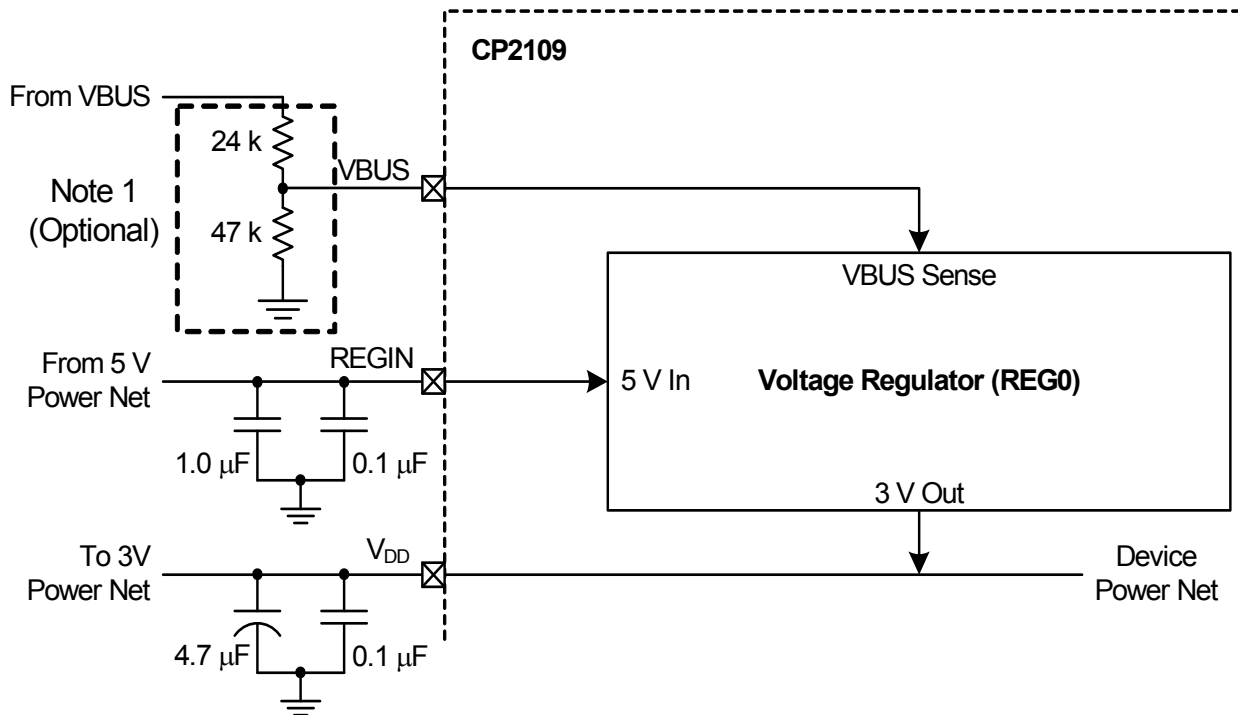 CP2109
From VBUS
24 k
VBUS
Note 1
(Optional)
47 k
VBUS Sense
From 5 V
Power Net
REGIN
5 V In
Voltage Regulator (REG0)
1.0 μF
0.1 μF
3 V Out
To 3V
Power Net
VDD
Device
Power Net
4.7 μF
0.1 μF